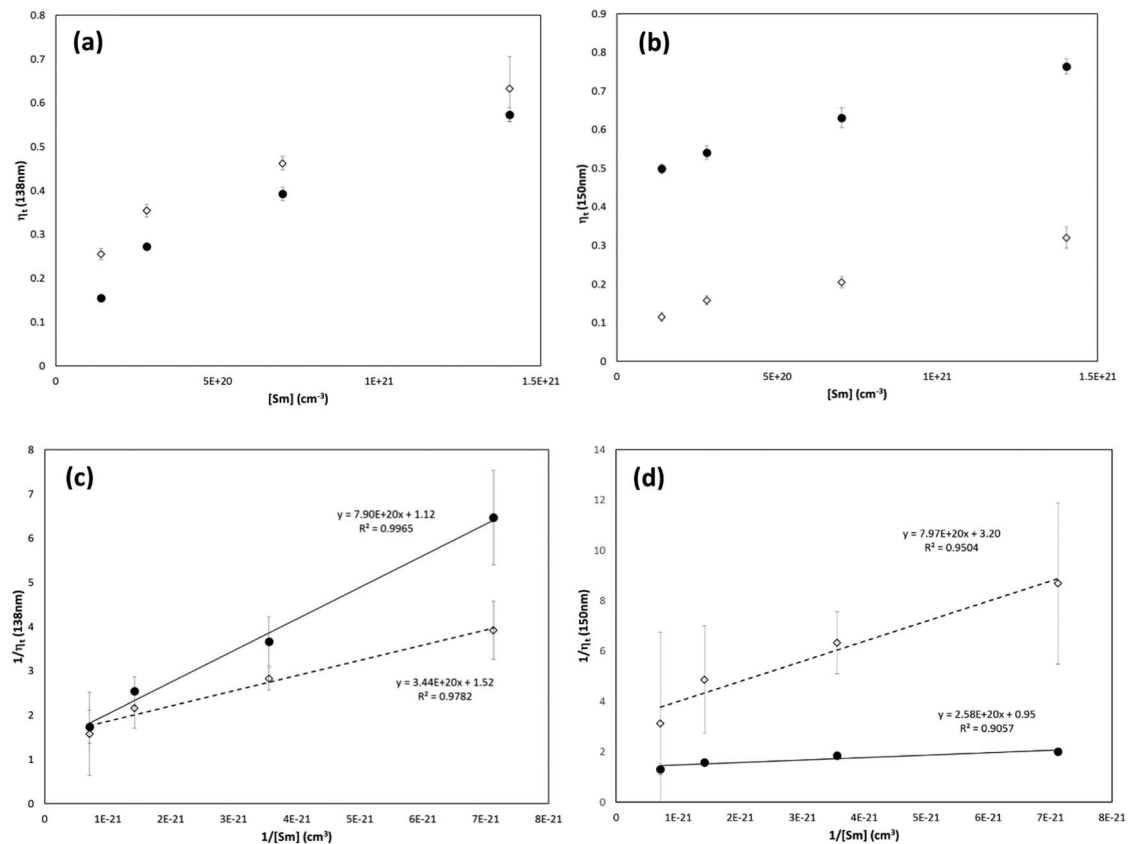 (a)
0.8
0.7
0.6
0.5
0.4
0.3
0.2
0.1
0
ηt (138nm)
0
5E+20
1E+21
1.5E+21
[Sm] (cm⁻³)
(b)
0.9
0.8
0.7
0.6
0.5
0.4
0.3
0.2
0.1
0
ηt (150nm)
0
5E+20
1E+21
1.5E+21
[Sm] (cm⁻³)
(c)
8
7
6
5
4
3
2
1
0
1/ηt (138nm)
y = 7.90E+20x + 1.12
R² = 0.9965
y = 3.44E+20x + 1.52
R² = 0.9782
0
1E-21
2E-21
3E-21
4E-21
5E-21
6E-21
7E-21
8E-21
1/[Sm] (cm³)
(d)
14
12
10
8
6
4
2
0
1/ηt (150nm)
y = 7.97E+20x + 3.20
R² = 0.9504
y = 2.58E+20x + 0.95
R² = 0.9057
0
1E-21
2E-21
3E-21
4E-21
5E-21
6E-21
7E-21
8E-21
1/[Sm] (cm³)